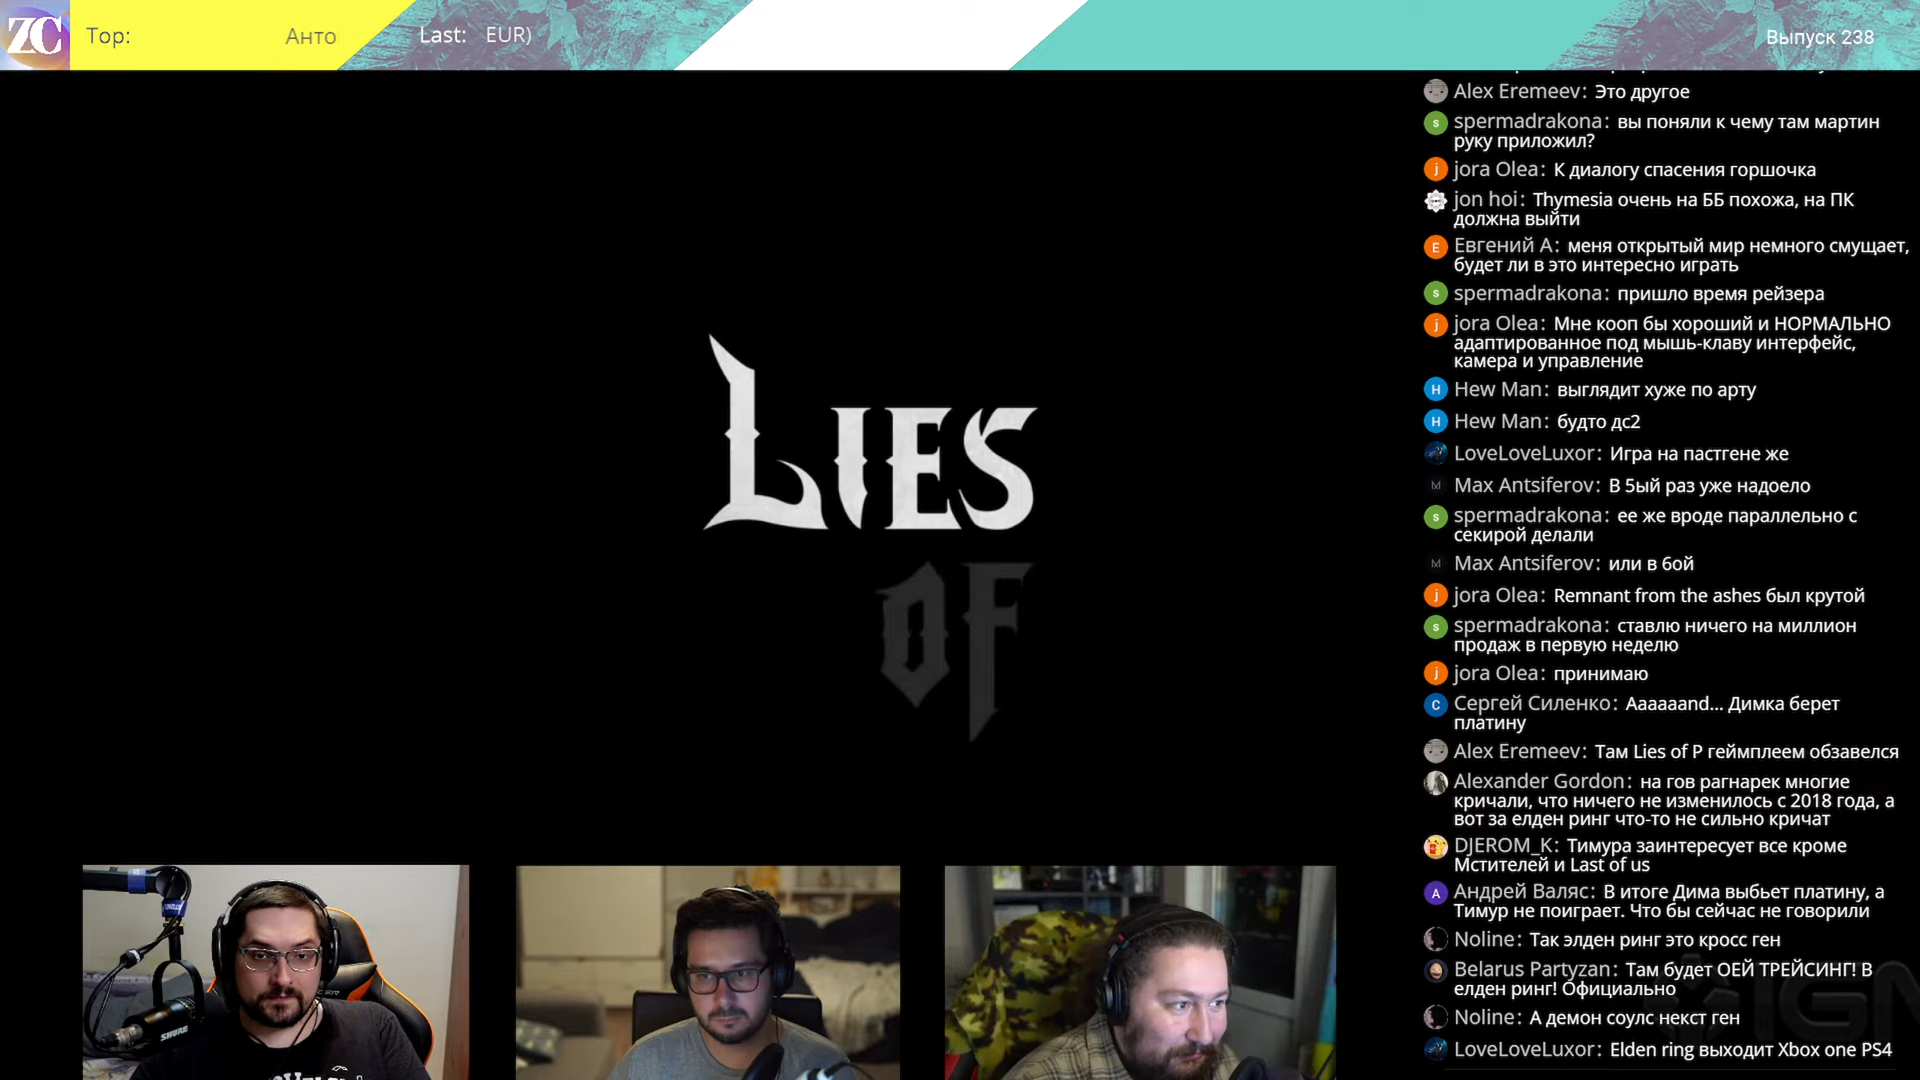 ZC
Top:
Анто
Last: EUR)
Выпуск 238
Alex Eremeev: Это другое
spermadrakona: вы поняли к чему там мартин
руку приложил?
jora Olea: К диалогу спасения горшочка
jon hoi: Thymesia очень на ББ похожа, на ПК
должна выйти
Евгений А: меня открытый мир немного смущает,
будет ли в это интересно играть
spermadrakona: пришло время рейзера
jora Olea: Мне кооп бы хороший и НОРМАЛЬНО
адаптированное под мышь-клаву интерфейс,
камера и управление
Hew Man: выглядит хуже по арту
Hew Man: будто дс2
LoveLoveLuxor: Игра на пастгене же
Max Antsiferov: В 5ый раз уже надоело
spermadrakona: ее же вроде параллельно с
секирой делали
Max Antsiferov: или в 6ой
jora Olea: Remnant from the ashes был крутой
spermadrakona: ставлю ничего на миллион
продаж в первую неделю
jora Olea: принимаю
Сергей Силенко: Aaaaaand... Димка берет
платину
Alex Eremeev: Там Lies of P геймплеем обзавелся
Alexander Gordon: на гов рагнарек многие
кричали, что ничего не изменилось с 2018 года, а
вот за елден ринг что-то не сильно кричат
DJEROM_K: Тимура заинтересует все кроме
Мстителей и Last of us
Андрей Валяс: В итоге Дима выбьет платину, а
Тимур не поиграет. Что бы сейчас не говорили
Noline: Так элден ринг это кросс ген
Belarus Partyzan: Там будет ОЕЙ ТРЕЙСИНГ! В
елден ринг! Официально
Noline: А демон соулс некст ген
LoveLoveLuxor: Elden ring выходит Xbox one PS4
LIES
OF
IGN
SHURE